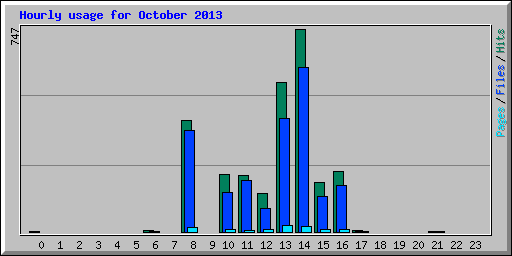 Hourly usage for October 2013
747
Pages/Files/Hits
0 1 2 3 4 5 6 7 8 9 10 11 12 13 14 15 16 17 18 19 20 21 22 23